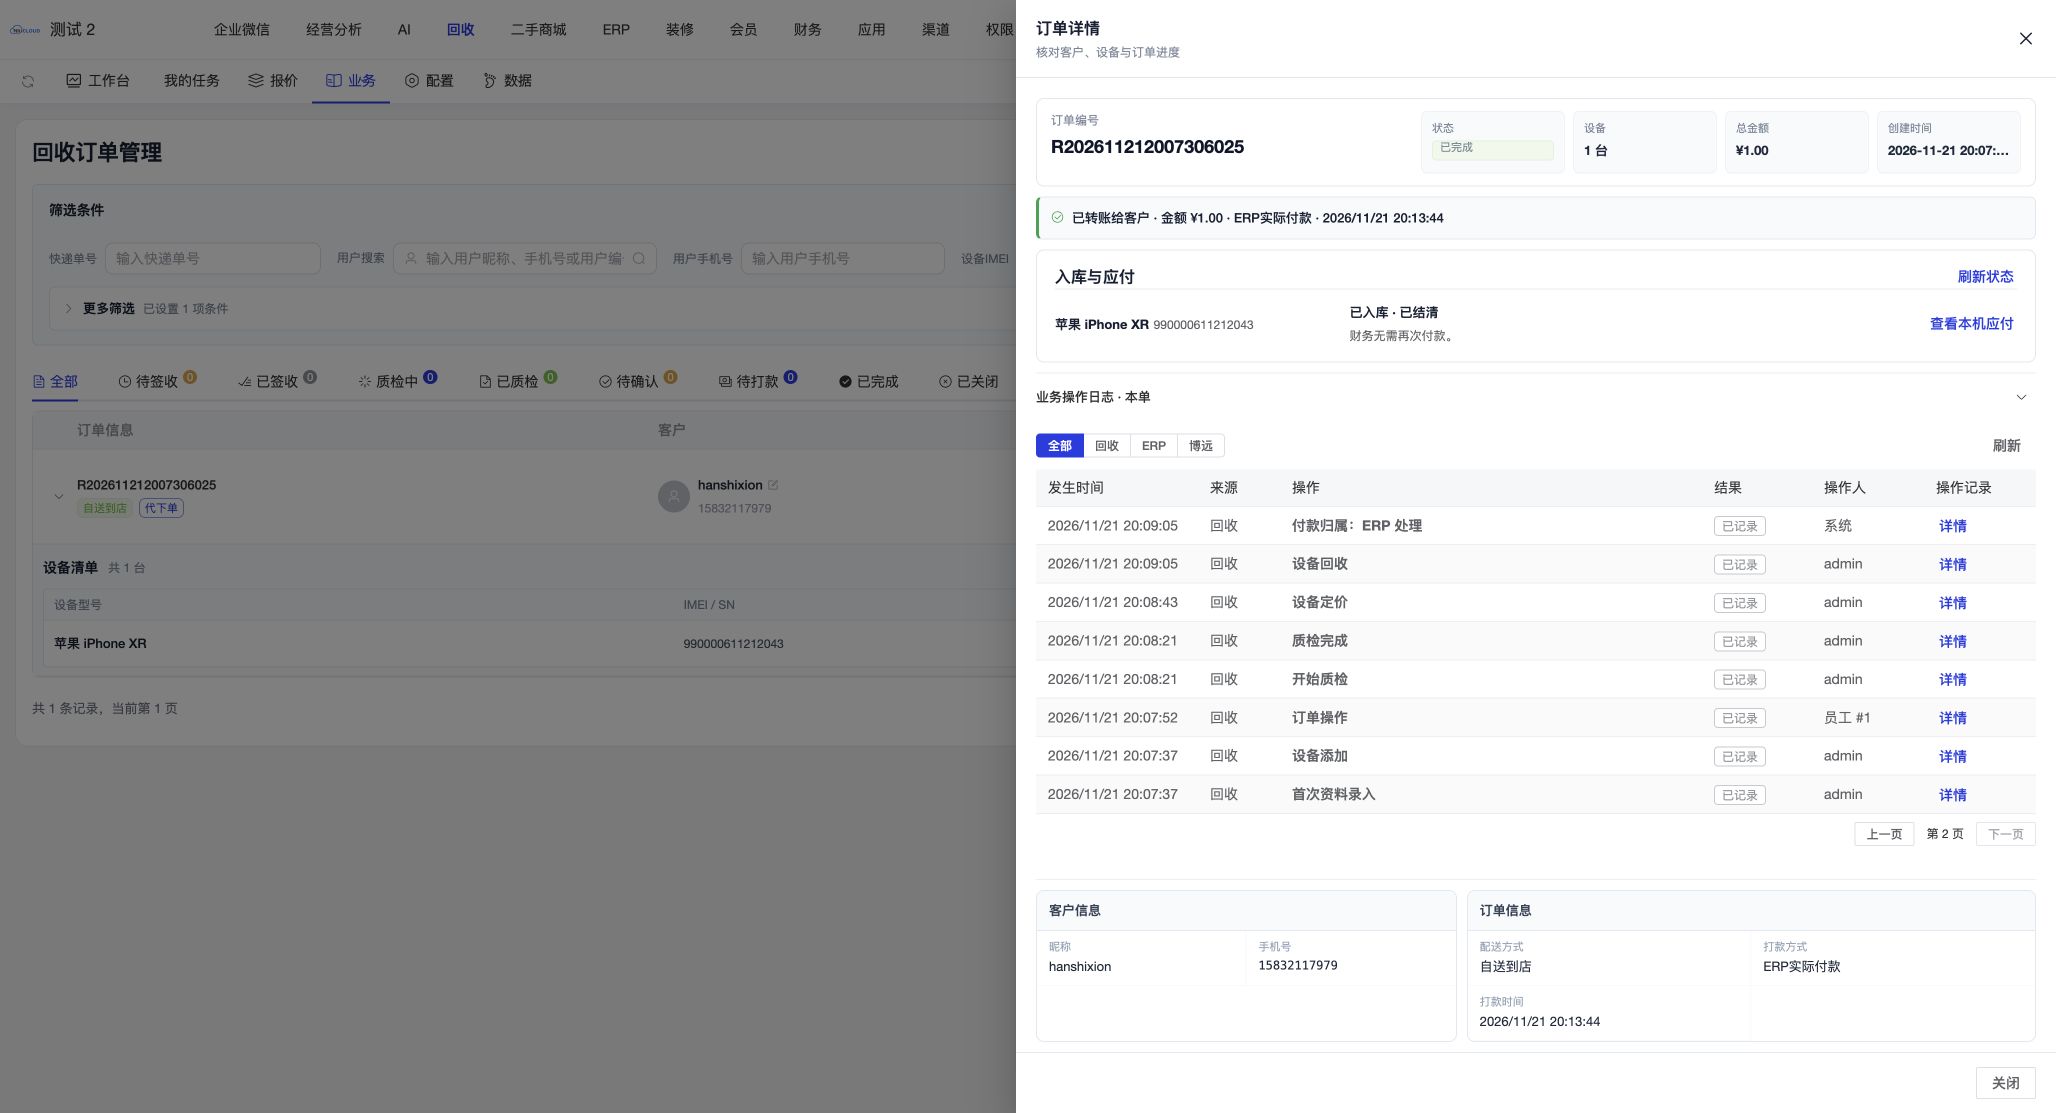 测试 2
企业微信 经营分析 AI 回收 二手商城 ERP 装修 会员 财务 应用 渠道 权限
工作台 我的任务 报价 业务 配置 数据
回收订单管理
筛选条件
快递单号 输入快递单号 用户搜索 输入用户昵称、手机号或用户编 用户手机号 输入用户手机号 设备IMEI
更多筛选 已设置 1 项条件
全部 待签收 0 已签收 0 质检中 0 已质检 0 待确认 0 待打款 0 已完成 已关闭
订单信息 客户
R202611212007306025
自送到店 代下单
hanshixion
15832117979
设备清单 共 1 台
设备型号 IMEI / SN
苹果 iPhone XR 990000611212043
共 1 条记录，当前第 1 页
订单详情
核对客户、设备与订单进度
订单编号
R202611212007306025
状态
已完成
设备
1 台
总金额
¥1.00
创建时间
2026-11-21 20:07:...
已转账给客户 · 金额 ¥1.00 · ERP实际付款 · 2026/11/21 20:13:44
入库与应付 刷新状态
苹果 iPhone XR 990000611212043
已入库 · 已结清
财务无需再次付款。
查看本机应付
业务操作日志 · 本单
全部 回收 ERP 博远 刷新
发生时间 来源 操作 结果 操作人 操作记录
2026/11/21 20:09:05 回收 付款归属：ERP 处理 已记录 系统 详情
2026/11/21 20:09:05 回收 设备回收 已记录 admin 详情
2026/11/21 20:08:43 回收 设备定价 已记录 admin 详情
2026/11/21 20:08:21 回收 质检完成 已记录 admin 详情
2026/11/21 20:08:21 回收 开始质检 已记录 admin 详情
2026/11/21 20:07:52 回收 订单操作 已记录 员工 #1 详情
2026/11/21 20:07:37 回收 设备添加 已记录 admin 详情
2026/11/21 20:07:37 回收 首次资料录入 已记录 admin 详情
上一页 第 2 页 下一页
客户信息
昵称
hanshixion
手机号
15832117979
订单信息
配送方式
自送到店
打款方式
ERP实际付款
打款时间
2026/11/21 20:13:44
关闭